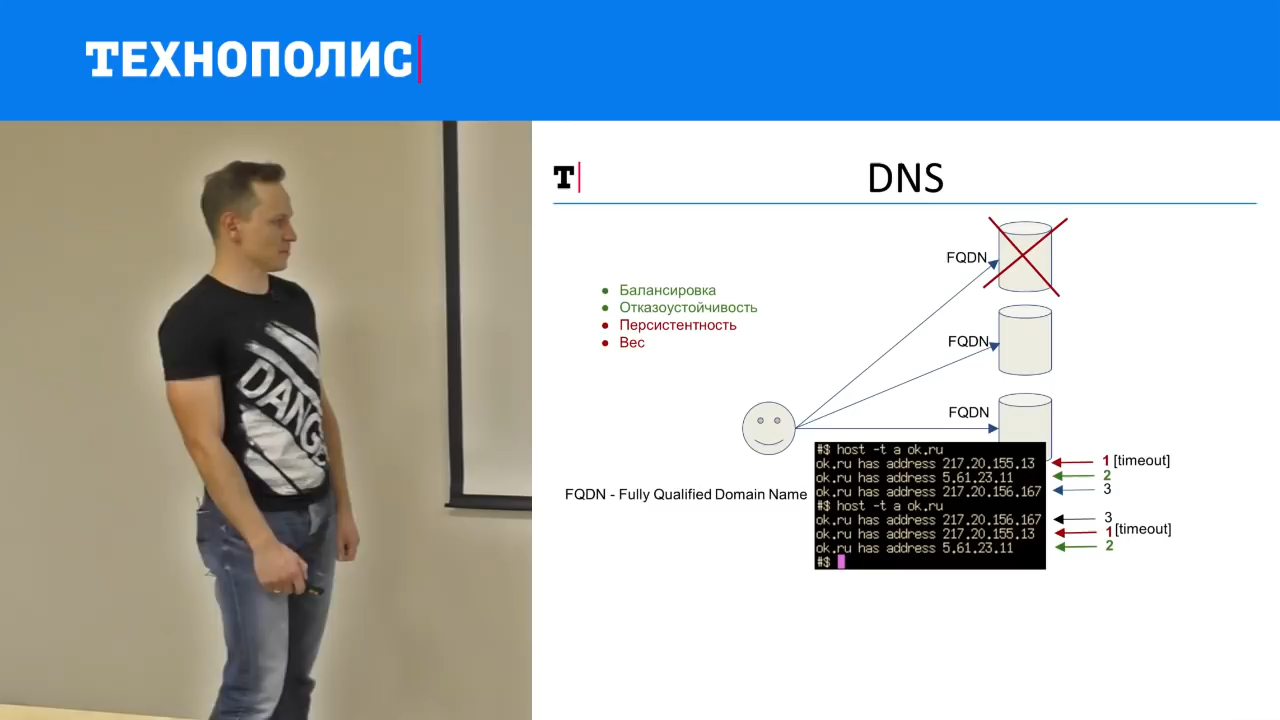 ТЕХНОПОЛИС
DANGE
T
DNS
FQDN
Балансировка
Отказоустойчивость
Персистентность
Вес
FQDN
FQDN
#$ host -t a ok.ru
ok.ru has address 217.20.155.13
ok.ru has address 5.61.23.11
ok.ru has address 217.20.156.167
#$ host -t a ok.ru
ok.ru has address 217.20.156.167
ok.ru has address 217.20.155.13
ok.ru has address 5.61.23.11
#$
1 [timeout]
2
3
3
1 [timeout]
2
FQDN - Fully Qualified Domain Name